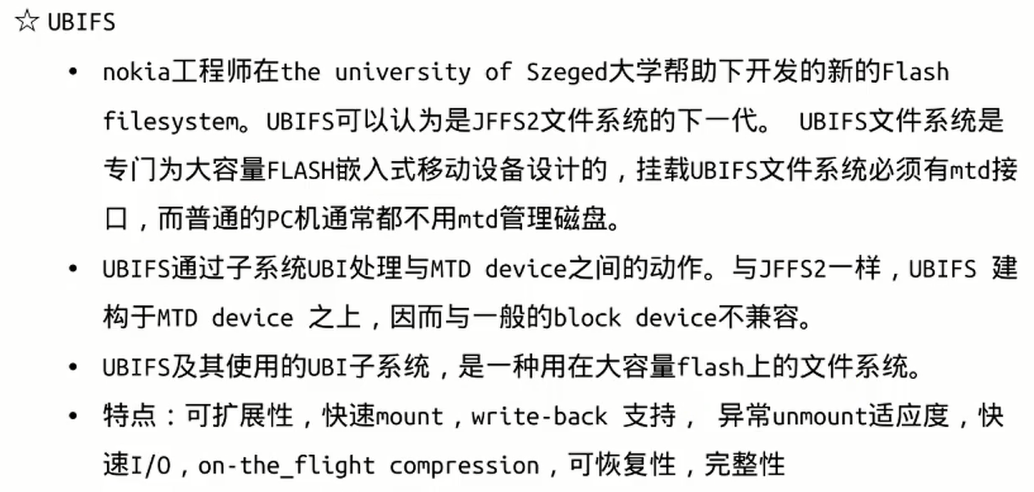 ☆ UBIFS
• nokia工程师在the university of Szeged大学帮助下开发的新的Flash
filesystem。UBIFS可以认为是JFFS2文件系统的下一代。 UBIFS文件系统是
专门为大容量FLASH嵌入式移动设备设计的，挂载UBIFS文件系统必须有mtd接
口，而普通的PC机通常都不用mtd管理磁盘。
• UBIFS通过子系统UBI处理与MTD device之间的动作。与JFFS2一样，UBIFS 建
构于MTD device 之上，因而与一般的block device不兼容。
• UBIFS及其使用的UBI子系统，是一种用在大容量flash上的文件系统。
• 特点：可扩展性，快速mount，write-back 支持， 异常unmount适应度，快
速I/O，on-the_flight compression，可恢复性，完整性